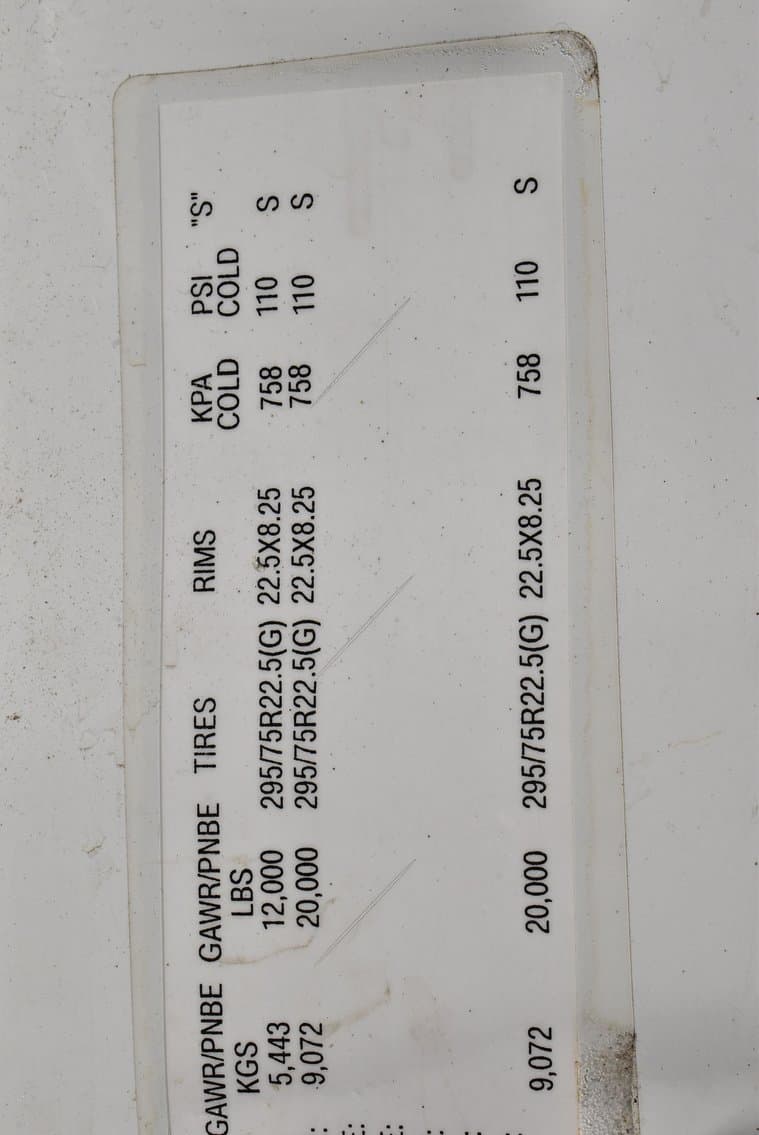 GAWR/PNBE GAWR/PNBE TIRES RIMS KPA PSI "S"
KGS LBS COLD COLD
5,443 12,000 295/75R22.5(G) 22.5X8.25 758 110 S
: 9,072 20,000 295/75R22.5(G) 22.5X8.25 758 110 S
:
:
:
:
: 9,072 20,000 295/75R22.5(G) 22.5X8.25 758 110 S